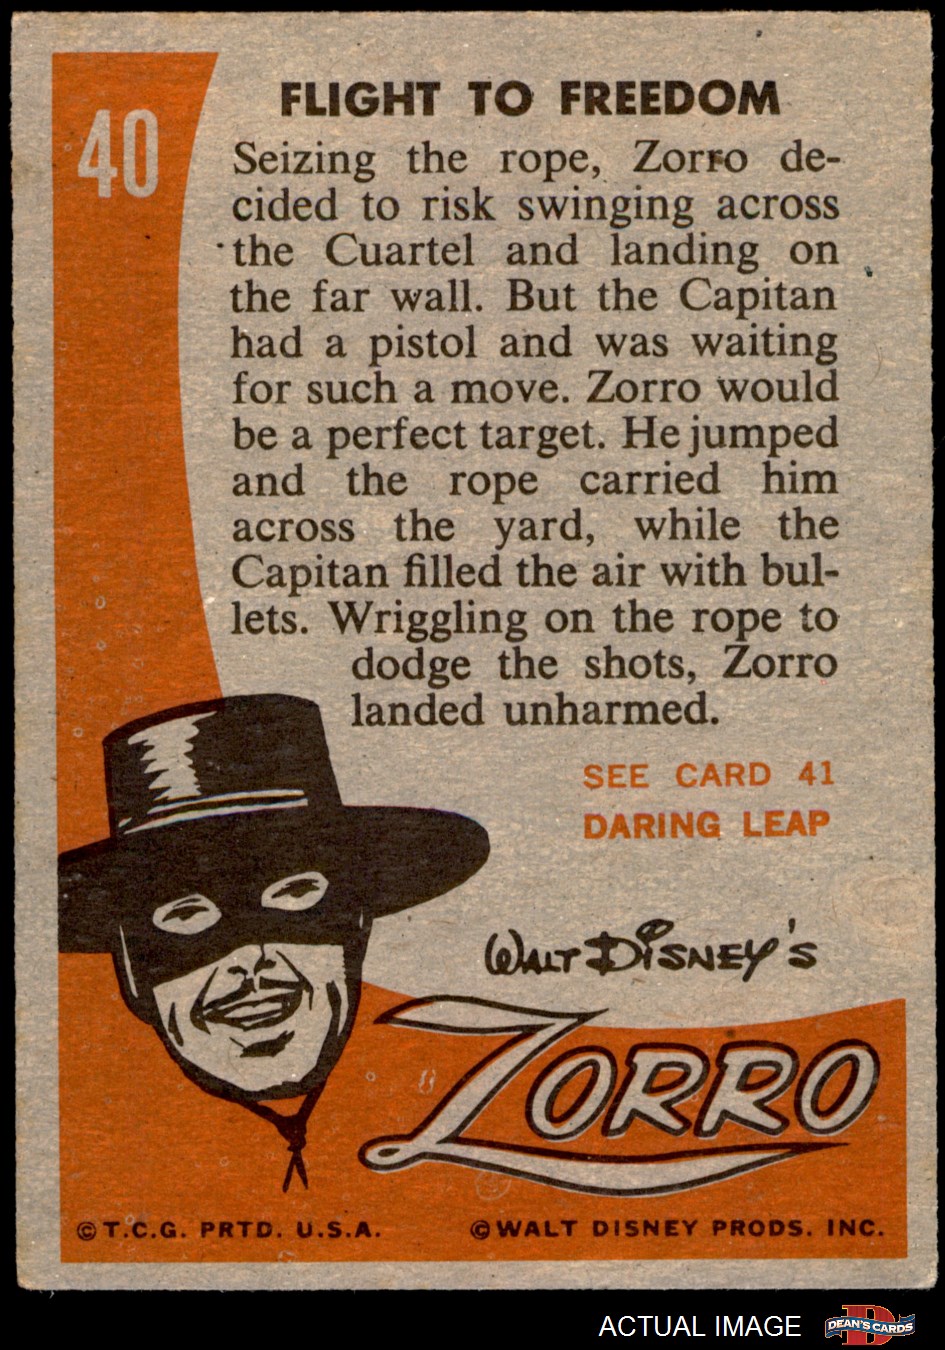 40
FLIGHT TO FREEDOM
Seizing the rope, Zorro de-
cided to risk swinging across
the Cuartel and landing on
the far wall. But the Capitan
had a pistol and was waiting
for such a move. Zorro would
be a perfect target. He jumped
and the rope carried him
across the yard, while the
Capitan filled the air with bul-
lets. Wriggling on the rope to
dodge the shots, Zorro
landed unharmed.
SEE CARD 41
DARING LEAP
WALT DISNEY'S
ZORRO
© T.C.G. PRTD. U.S.A.
© WALT DISNEY PRODS. INC.
ACTUAL IMAGE
D
DEAN'S CARDS